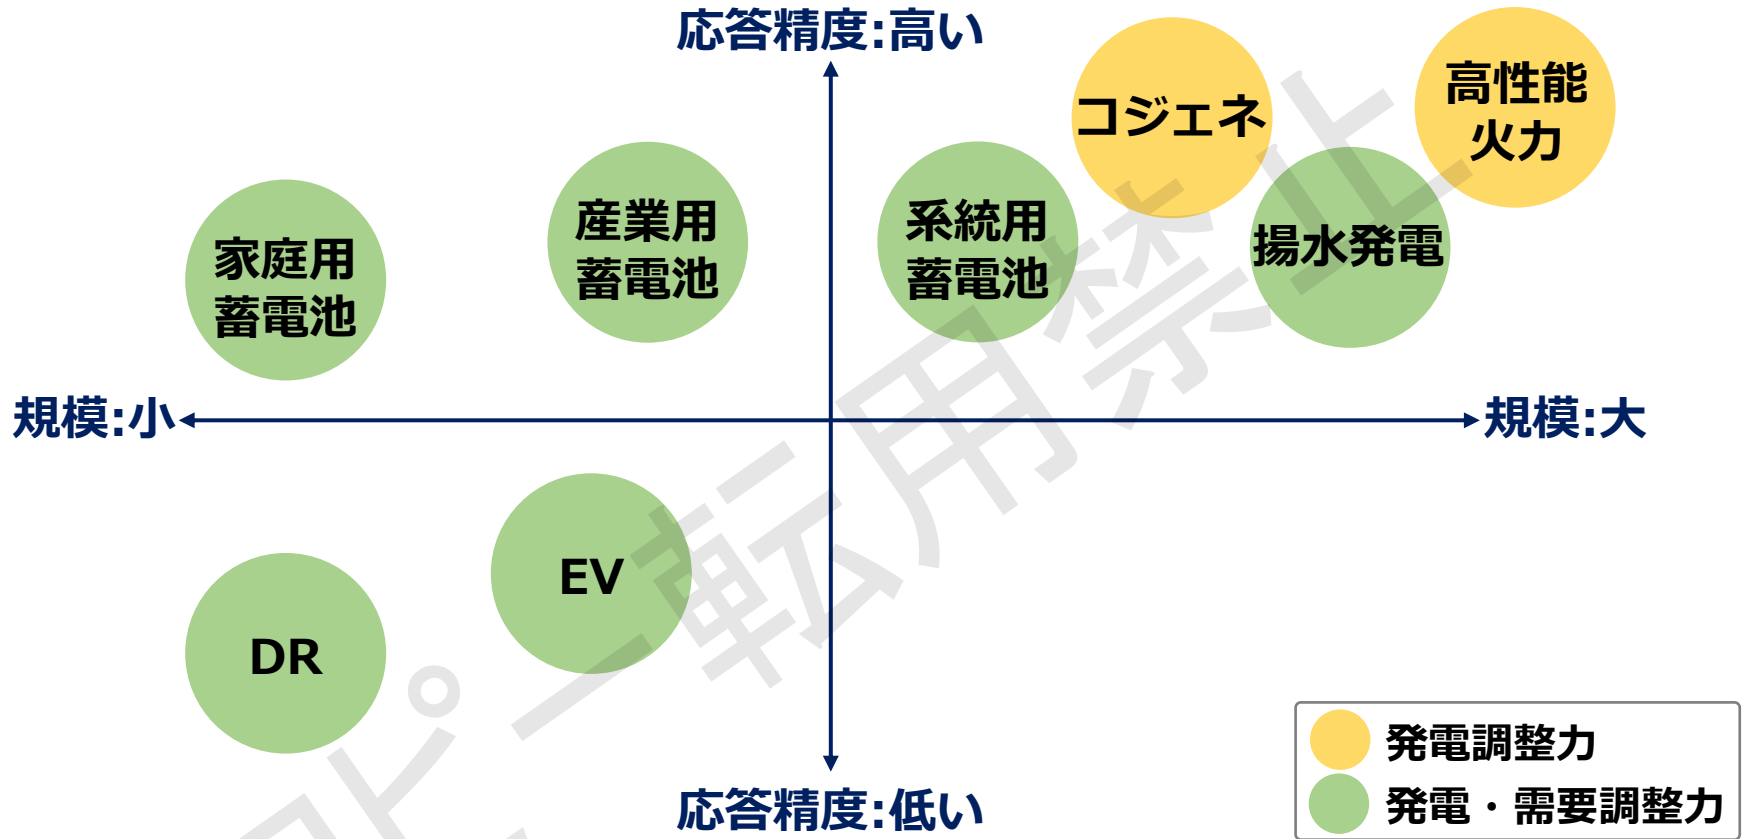 応答精度:高い
コジェネ
高性能
火力
家庭用
蓄電池
産業用
蓄電池
系統用
蓄電池
揚水発電
規模:小
規模:大
EV
DR
発電調整力
発電・需要調整力
応答精度:低い
コピー転用禁止